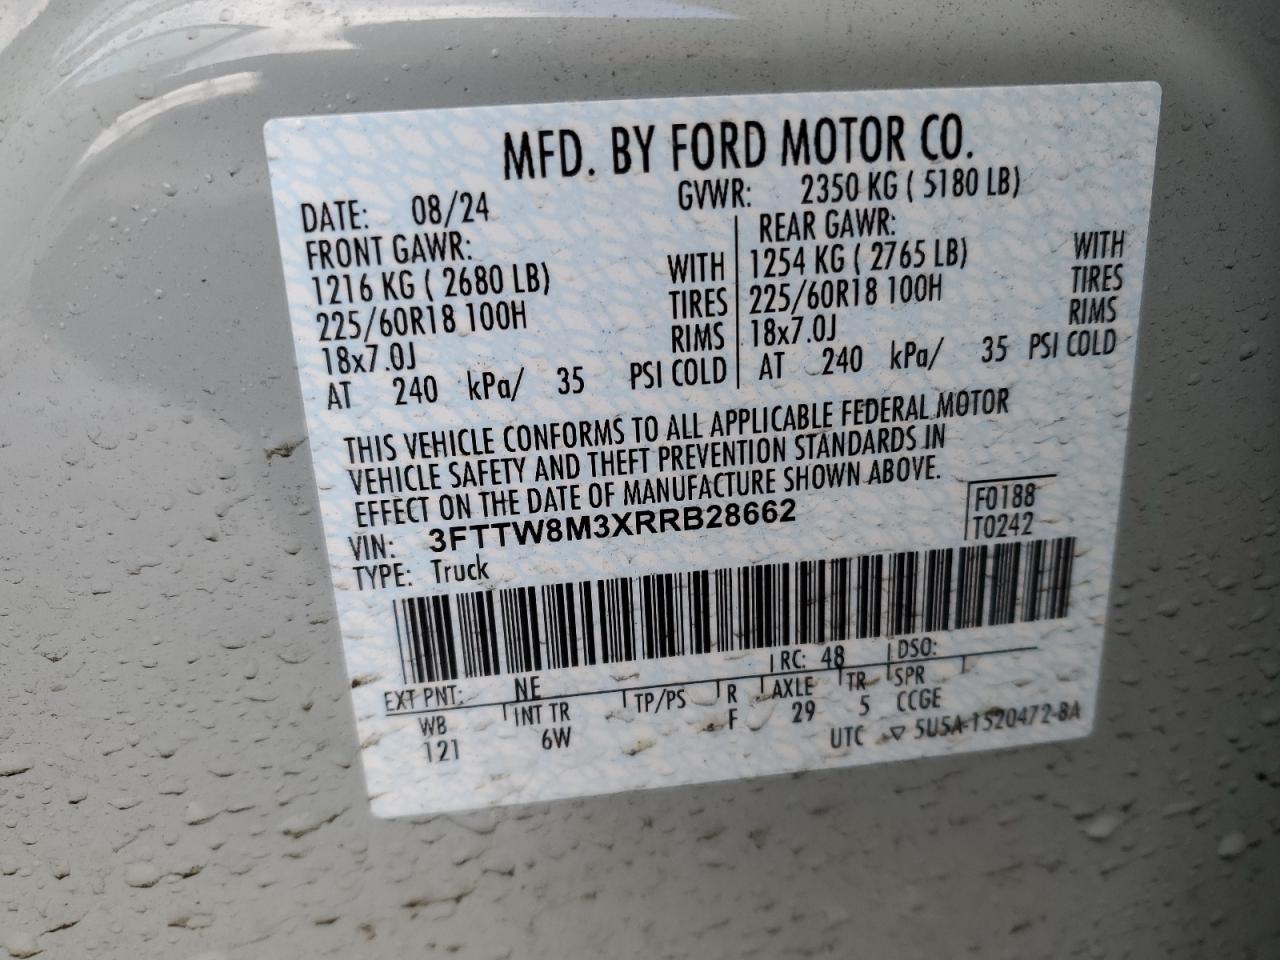 MFD. BY FORD MOTOR CO.
DATE: 08/24 GVWR: 2350 KG ( 5180 LB)
FRONT GAWR: REAR GAWR:
1216 KG ( 2680 LB) WITH 1254 KG ( 2765 LB) WITH
225/60R18 100H TIRES 225/60R18 100H TIRES
18x7.0J RIMS 18x7.0J RIMS
AT 240 kPa/ 35 PSI COLD AT 240 kPa/ 35 PSI COLD
THIS VEHICLE CONFORMS TO ALL APPLICABLE FEDERAL MOTOR
VEHICLE SAFETY AND THEFT PREVENTION STANDARDS IN
EFFECT ON THE DATE OF MANUFACTURE SHOWN ABOVE.
VIN: 3FTTW8M3XRRB28662 F0188
TYPE: Truck T0242
EXT PNT: NE RC: 48 DSO:
WB INT TR TP/PS R AXLE TR SPR
121 6W F 29 5 CCGE
UTC ▽ 5U5A-1520472-BA